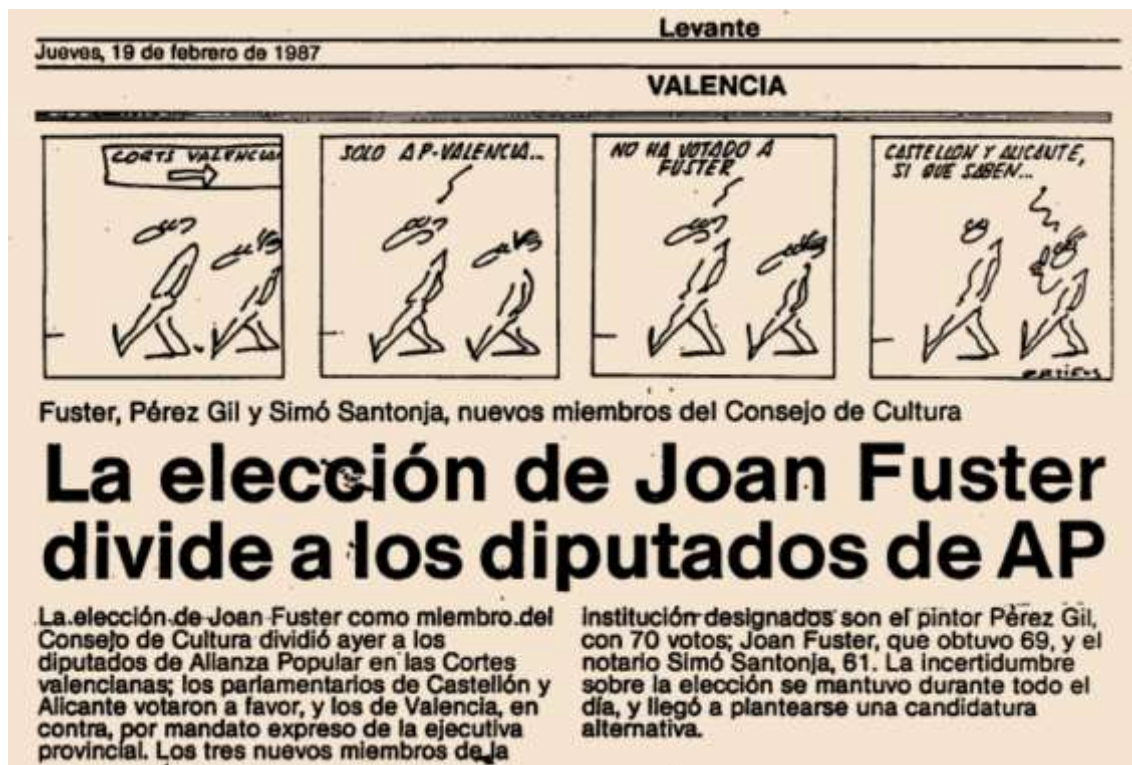 Levante
Jueves, 19 de febrero de 1987
VALENCIA
CORTS VALENCIA
SOLO AP-VALENCIA...
NO HA VOTADO A
FUSTER
CASTELLON Y ALICANTE,
SI QUE SABEN...
ORTIFUS
Fuster, Pérez Gil y Simó Santonja, nuevos miembros del Consejo de Cultura
La elección de Joan Fuster
divide a los diputados de AP
La elección de Joan Fuster como miembro del
Consejo de Cultura dividió ayer a los
diputados de Alianza Popular en las Cortes
valencianas; los parlamentarios de Castellón y
Alicante votaron a favor, y los de Valencia, en
contra, por mandato expreso de la ejecutiva
provincial. Los tres nuevos miembros de la
institución designados son el pintor Pérez Gil,
con 70 votos; Joan Fuster, que obtuvo 69, y el
notario Simó Santonja, 61. La incertidumbre
sobre la elección se mantuvo durante todo el
día, y llegó a plantearse una candidatura
alternativa.